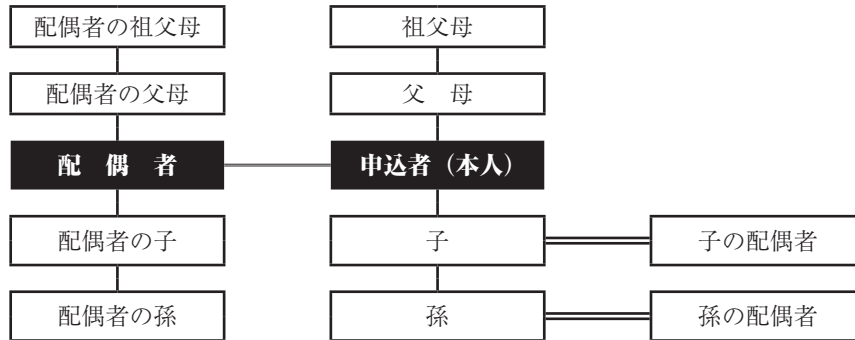 配偶者の祖父母
祖父母
配偶者の父母
父　母
配　偶　者
申込者（本人）
配偶者の子
子
子の配偶者
配偶者の孫
孫
孫の配偶者